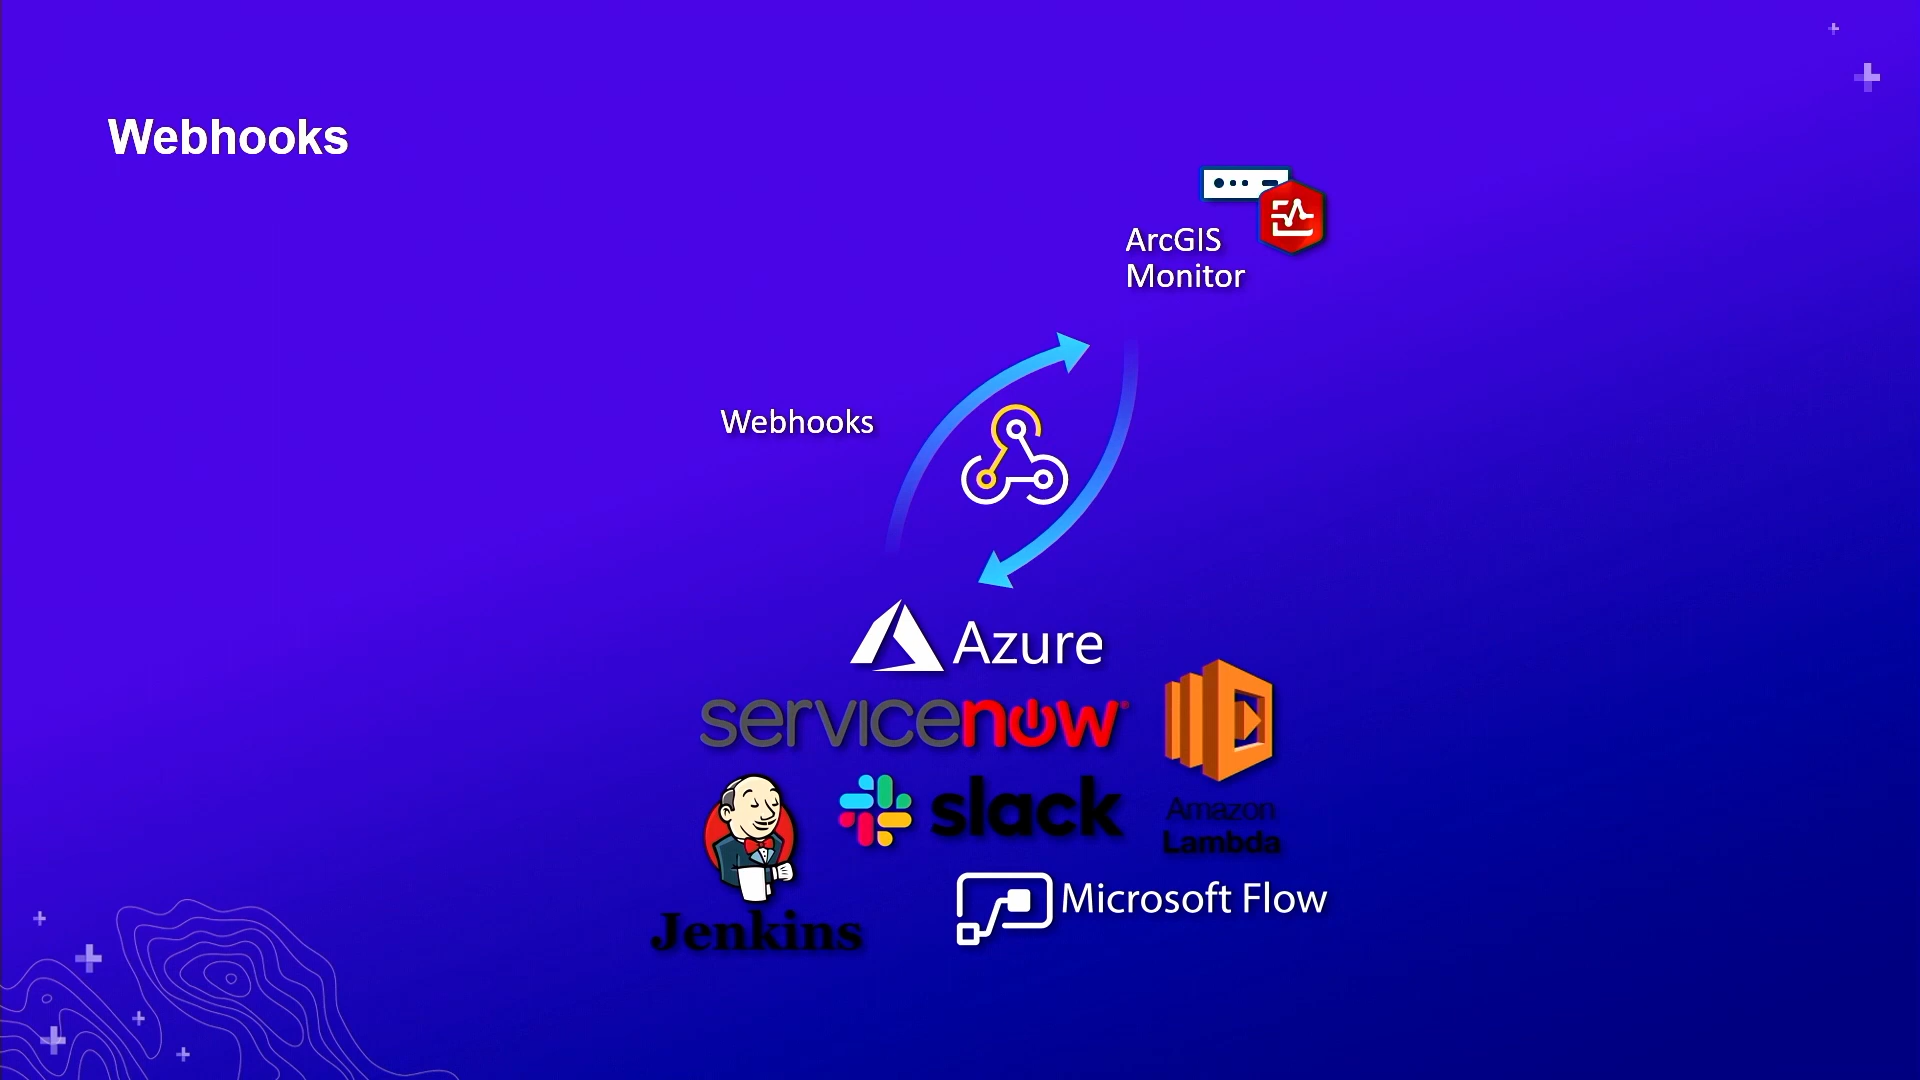 Webhooks
ArcGIS
Monitor
Webhooks
Azure
servicenow®
slack
Amazon
Lambda
Jenkins
Microsoft Flow